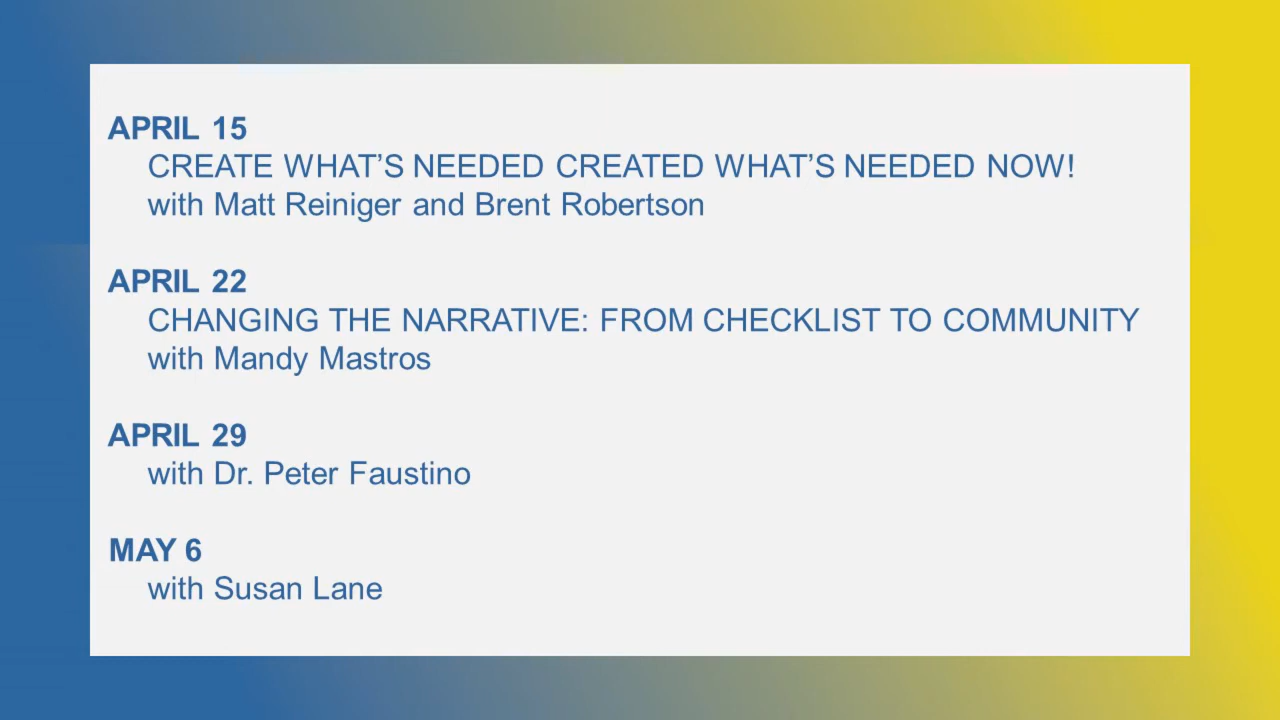 APRIL 15
CREATE WHAT’S NEEDED CREATED WHAT’S NEEDED NOW!
with Matt Reiniger and Brent Robertson
APRIL 22
CHANGING THE NARRATIVE: FROM CHECKLIST TO COMMUNITY
with Mandy Mastros
APRIL 29
with Dr. Peter Faustino
MAY 6
with Susan Lane